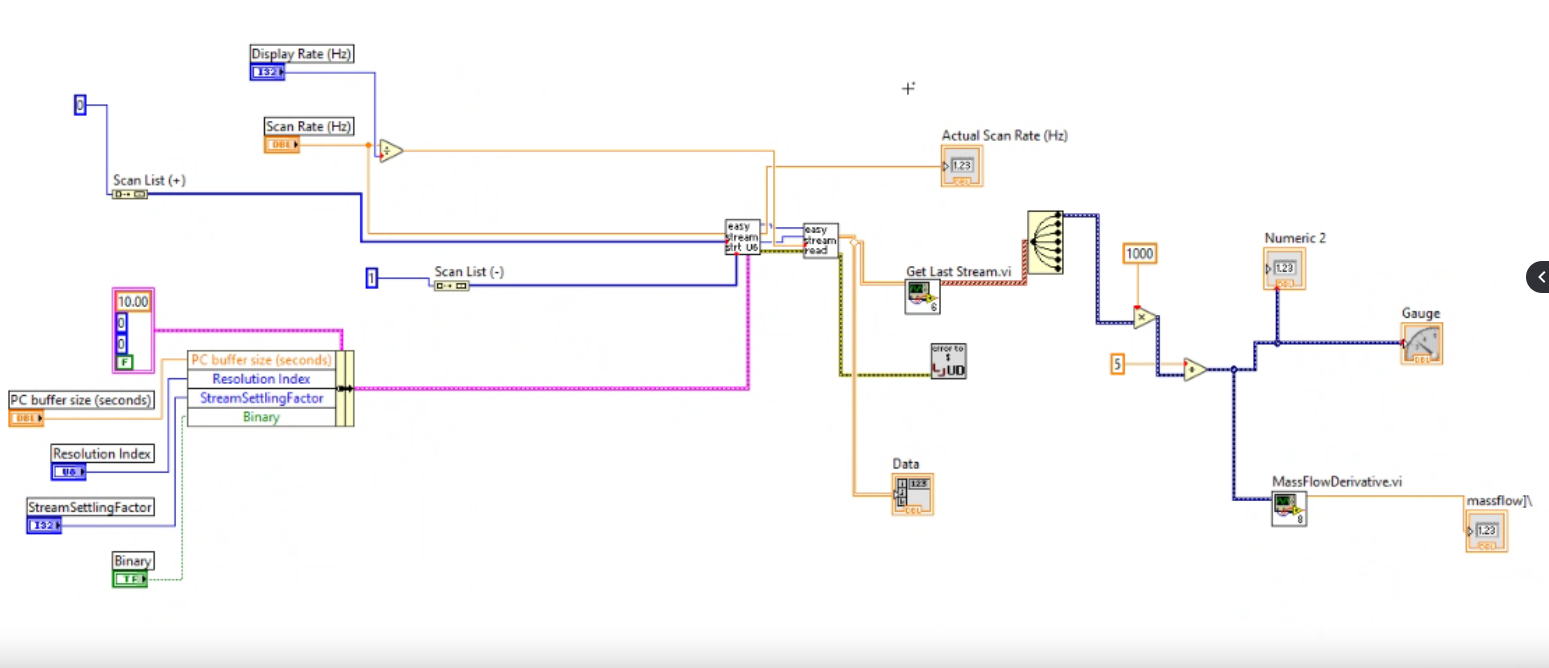 Display Rate (Hz)
I32
0
Scan Rate (Hz)
DBL
Actual Scan Rate (Hz)
1.23
DBL
Scan List (+)
easy
stream
strt U6
easy
stream
read
Numeric 2
1.23
DBL
1000
Scan List (-)
1
Get Last Stream.vi
6
10.00
0
0
F
Gauge
DBL
error to
UD
5
PC buffer size (seconds)
Resolution Index
StreamSettlingFactor
Binary
PC buffer size (seconds)
DBL
Resolution Index
U8
Data
123
DBL
MassFlowDerivative.vi
8
massflow]\
1.23
DBL
StreamSettlingFactor
I32
Binary
TF